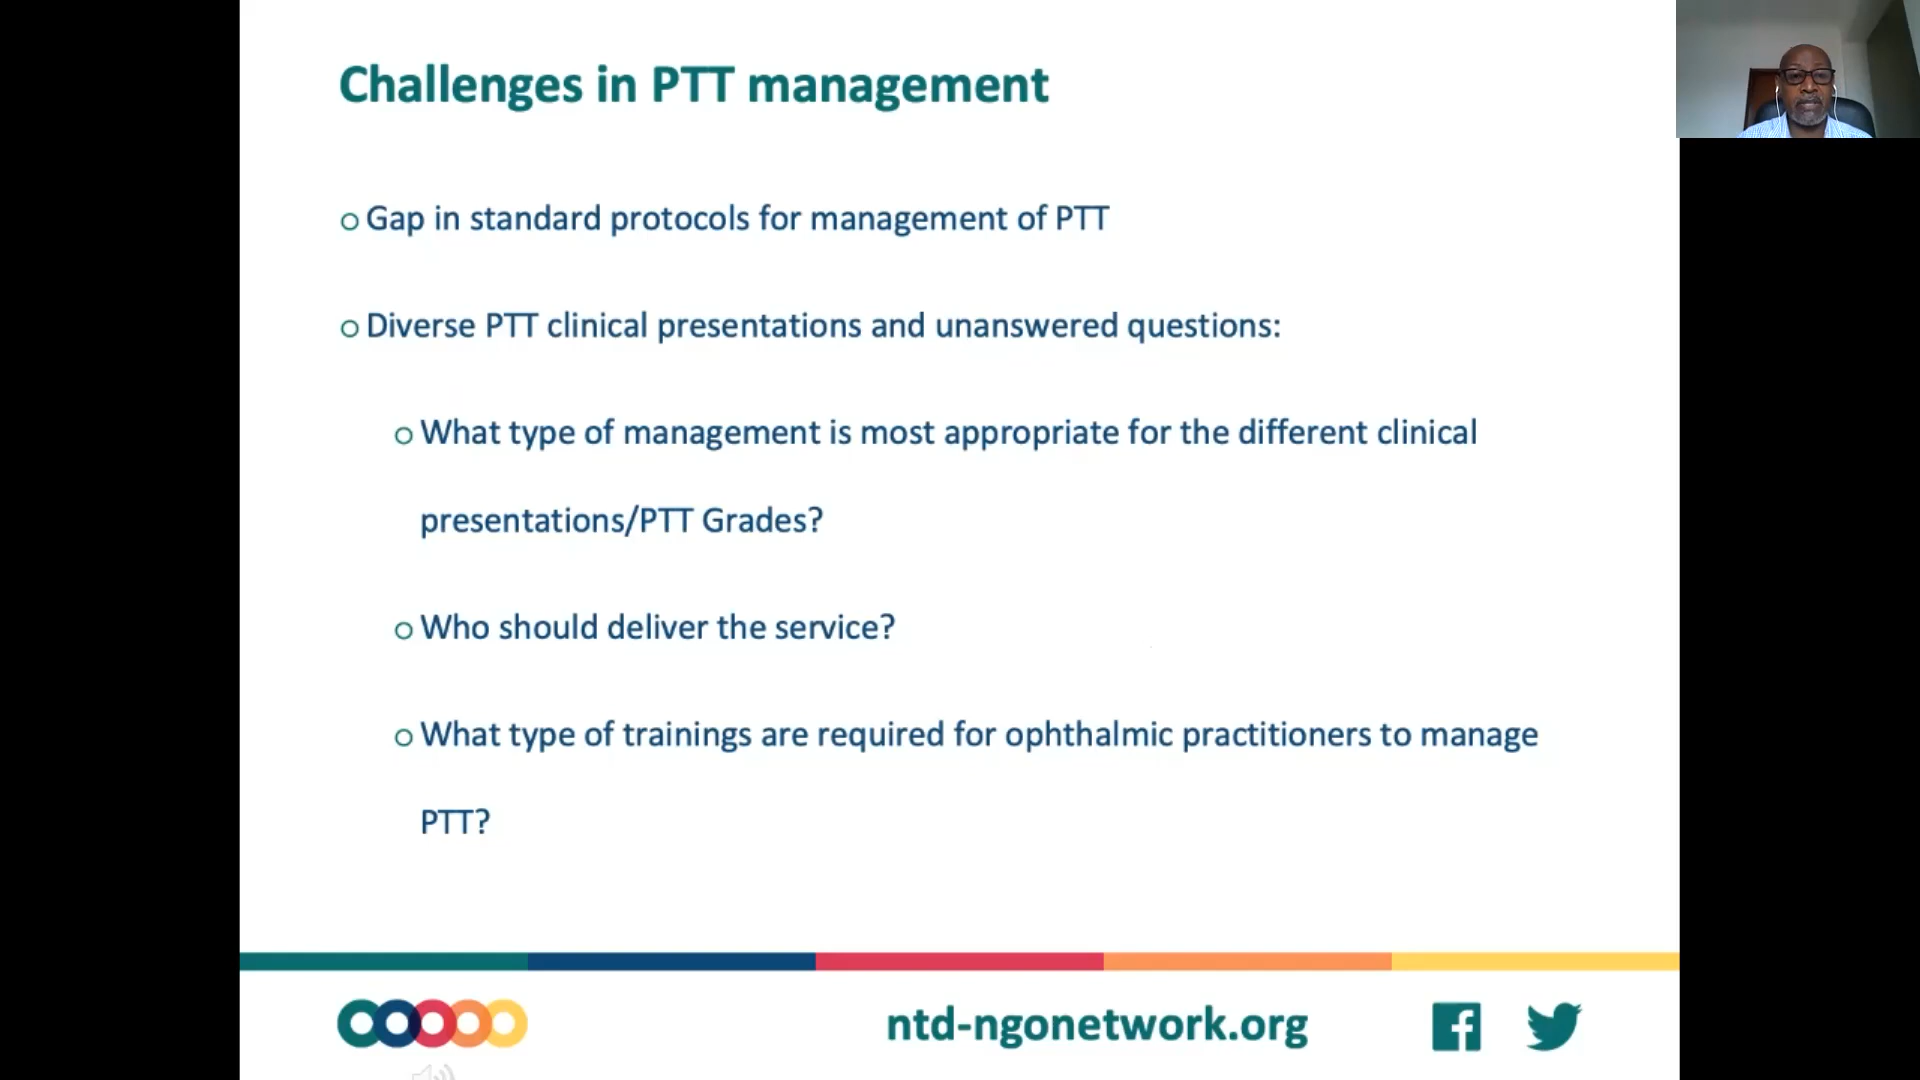 Challenges in PTT management
Gap in standard protocols for management of PTT
Diverse PTT clinical presentations and unanswered questions:
What type of management is most appropriate for the different clinical
presentations/PTT Grades?
Who should deliver the service?
What type of trainings are required for ophthalmic practitioners to manage
PTT?
ntd-ngonetwork.org